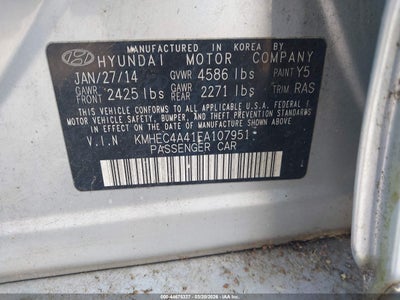 MANUFACTURED IN KOREA BY
HYUNDAI MOTOR COMPANY
JAN/27/14 GVWR 4586 lbs PAINT Y5
GAWR FRONT 2425 lbs GAWR REAR 2271 lbs TRIM RAS
THIS VEHICLE CONFORMS TO ALL APPLICABLE U.S.A. FEDERAL
MOTOR VEHICLE SAFETY, BUMPER, AND THEFT
PREVENTION STANDARDS IN EFFECT ON THE DATE OF
MANUFACTURE SHOWN ABOVE.
V.I.N KMHEC4A41EA107951
PASSENGER CAR